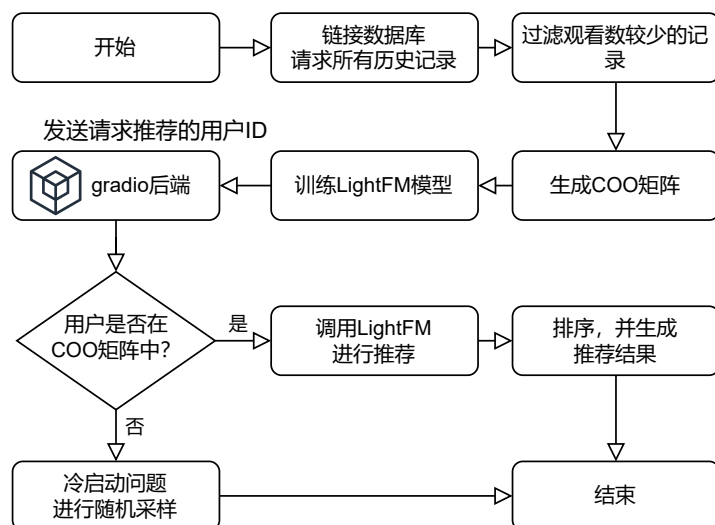 开始
链接数据库
请求所有历史记录
过滤观看数较少的记
录
发送请求推荐的用户ID
gradio后端
训练LightFM模型
生成COO矩阵
用户是否在
COO矩阵中？
是
调用LightFM
进行推荐
排序，并生成
推荐结果
否
冷启动问题
进行随机采样
结束